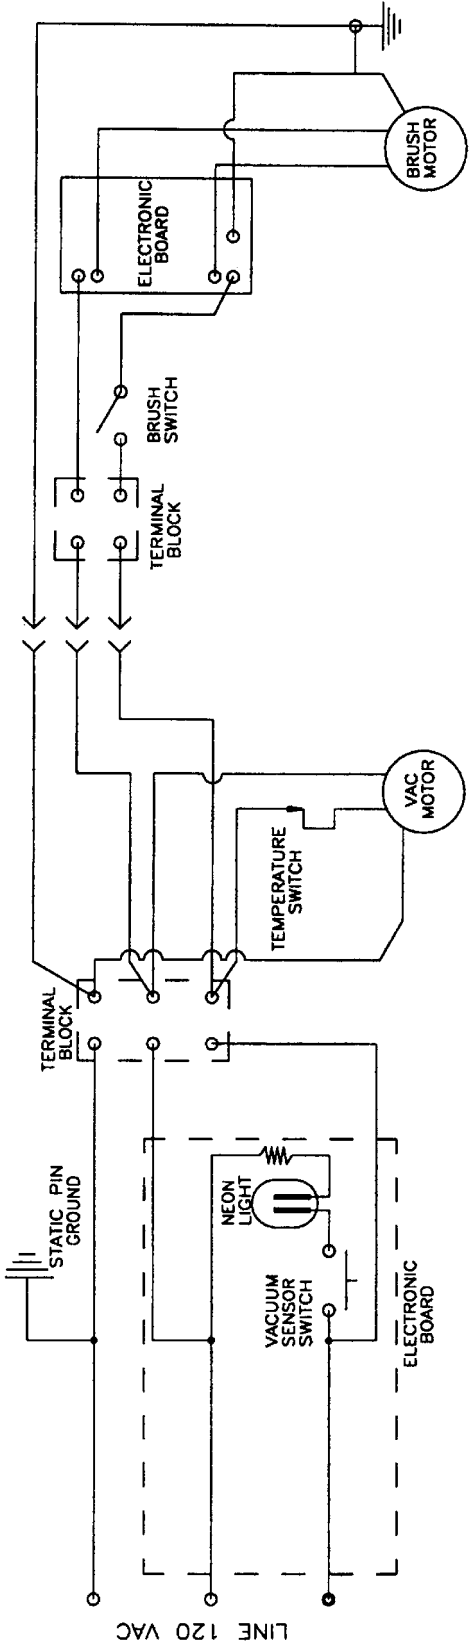 LINE 120 VAC
STATIC PIN
GROUND
ELECTRONIC
BOARD
VACUUM
SENSOR
SWITCH
NEON
LIGHT
TERMINAL
BLOCK
TEMPERATURE
SWITCH
VAC
MOTOR
TERMINAL
BLOCK
BRUSH
SWITCH
ELECTRONIC
BOARD
BRUSH
MOTOR